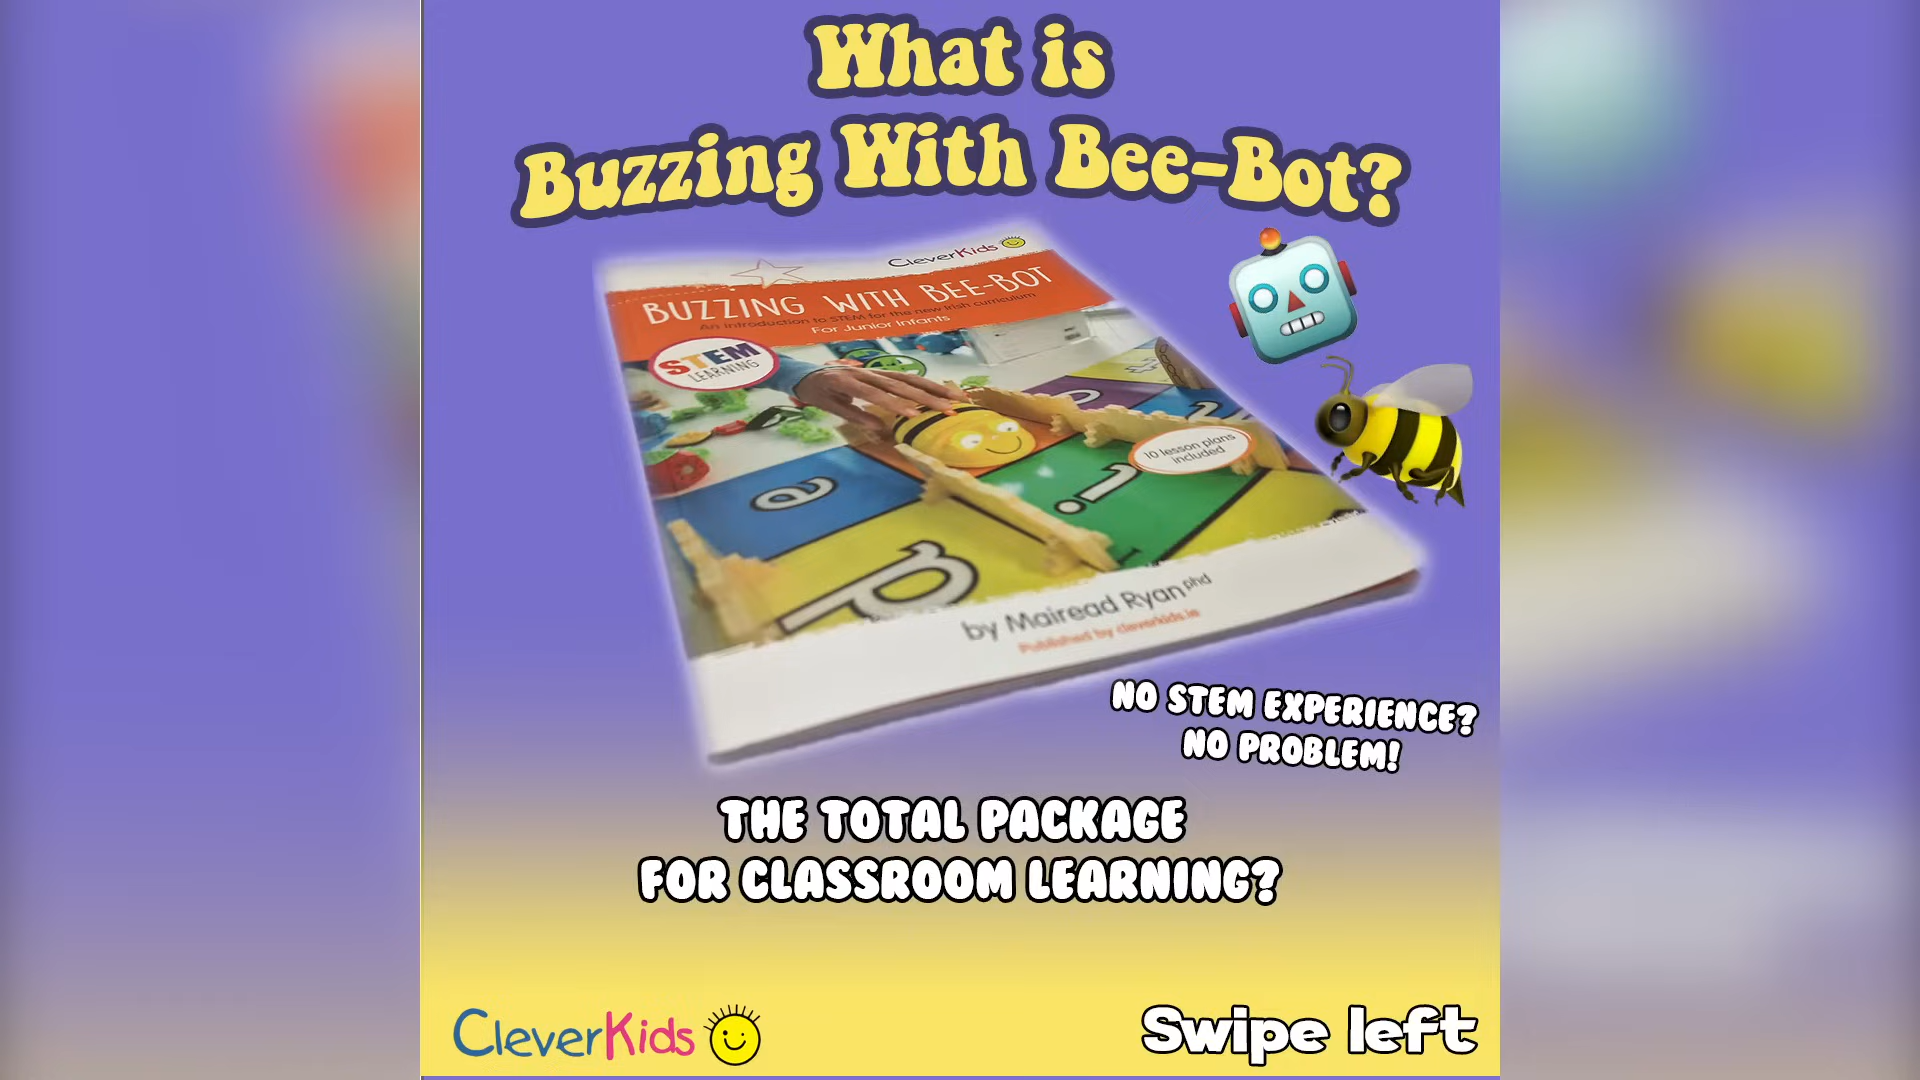 What is
Buzzing With Bee-Bot?
CleverKids
BUZZING WITH BEE-BOT
An introduction to STEM for the new Irish curriculum
For Junior Infants
STEM
LEARNING
10 lesson plans
included
a
i
p
by Mairead Ryan phd
Published by cleverkids.ie
NO STEM EXPERIENCE?
NO PROBLEM!
THE TOTAL PACKAGE
FOR CLASSROOM LEARNING?
CleverKids
Swipe left